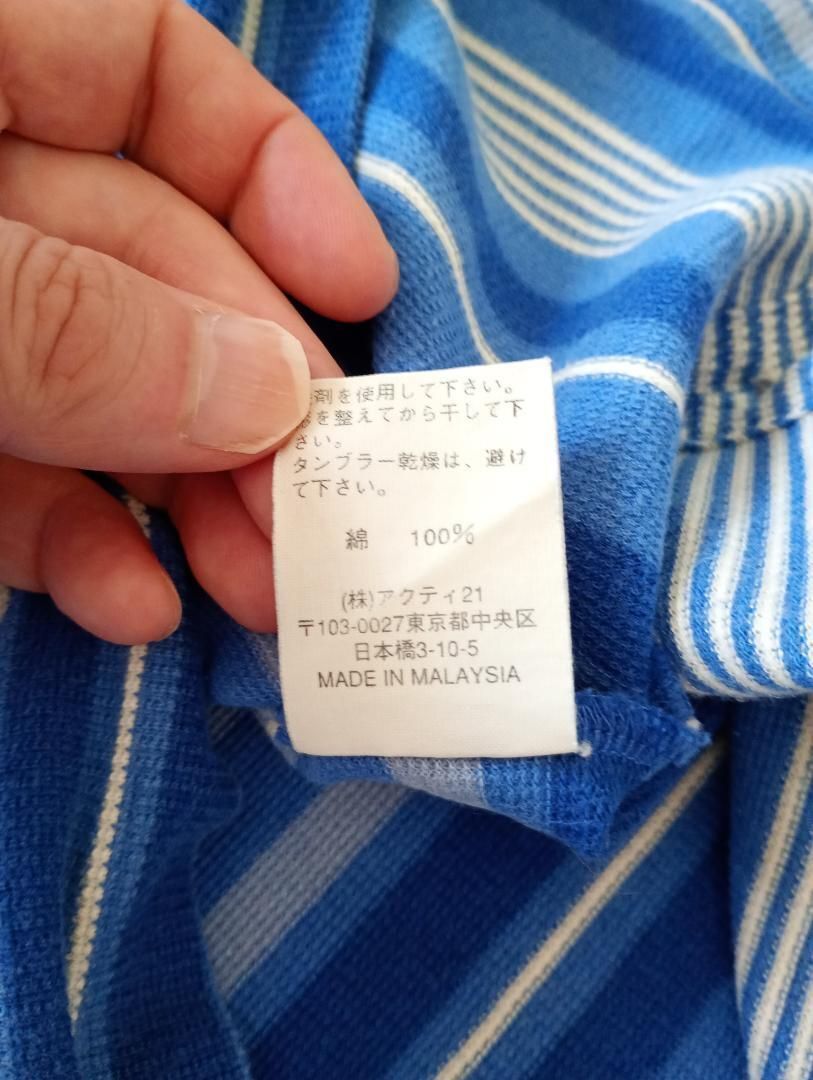 剤を使用して下さい。
を整えてから干して下
さい。
タンブラー乾燥は、避け
て下さい。
綿 100%
(株)アクティ21
〒103-0027東京都中央区
日本橋3-10-5
MADE IN MALAYSIA